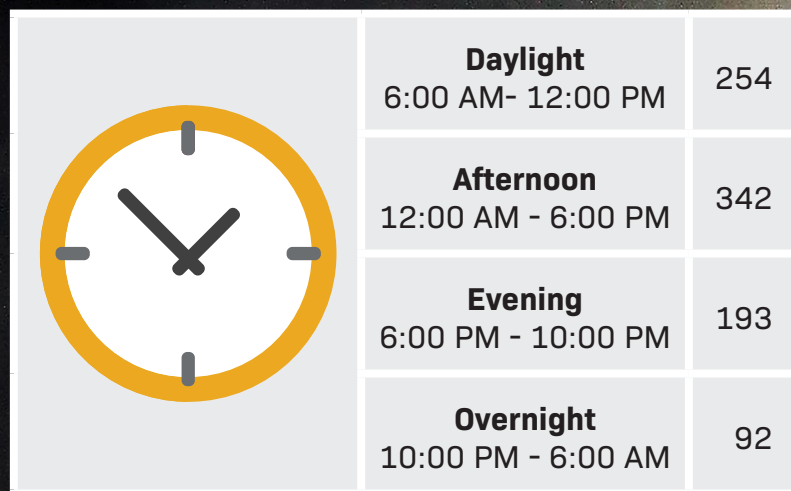 Daylight
6:00 AM- 12:00 PM
254
Afternoon
12:00 AM - 6:00 PM
342
Evening
6:00 PM - 10:00 PM
193
Overnight
10:00 PM - 6:00 AM
92